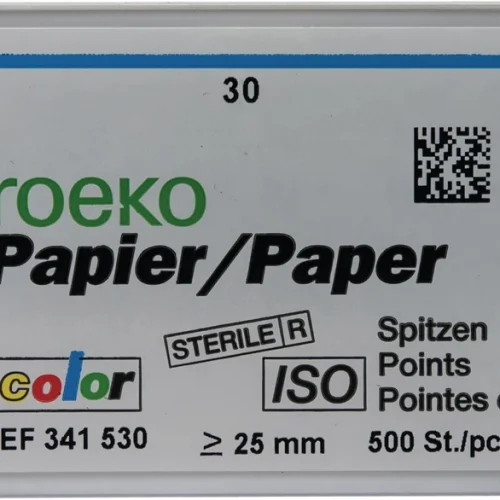 30
roeko
Papier/Paper
STERILE R
Spitzen
Points
Pointes
color
ISO
EF 341 530
≥ 25 mm
500 St./pc